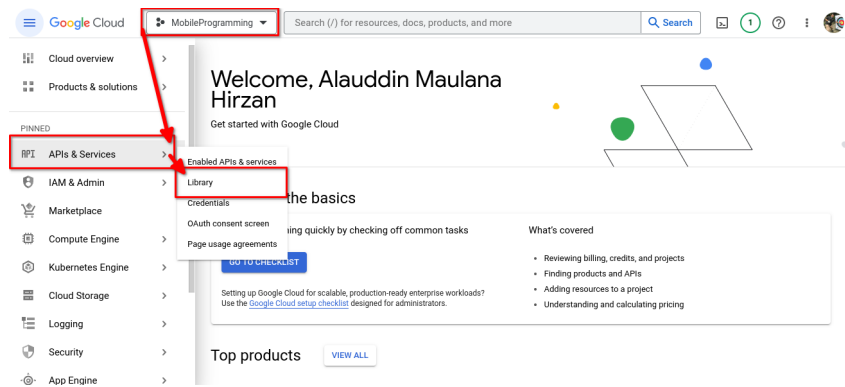 Google Cloud
MobileProgramming
Search (/) for resources, docs, products, and more
Search
1
Cloud overview
Products & solutions
PINNED
API
APIs & Services
IAM & Admin
Marketplace
Compute Engine
Kubernetes Engine
Cloud Storage
Logging
Security
App Engine
Enabled APIs & services
Library
Credentials
OAuth consent screen
Page usage agreements
Welcome, Alauddin Maulana
Hirzan
Get started with Google Cloud
the basics
ing quickly by checking off common tasks
GO TO CHECKLIST
Setting up Google Cloud for scalable, production-ready enterprise workloads?
Use the Google Cloud setup checklist designed for administrators.
What's covered
Reviewing billing, credits, and projects
Finding products and APIs
Adding resources to a project
Understanding and calculating pricing
Top products
VIEW ALL